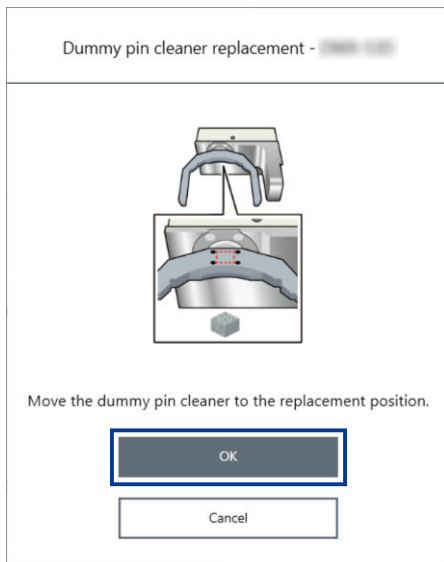 Dummy pin cleaner replacement -
Move the dummy pin cleaner to the replacement position.
OK
Cancel